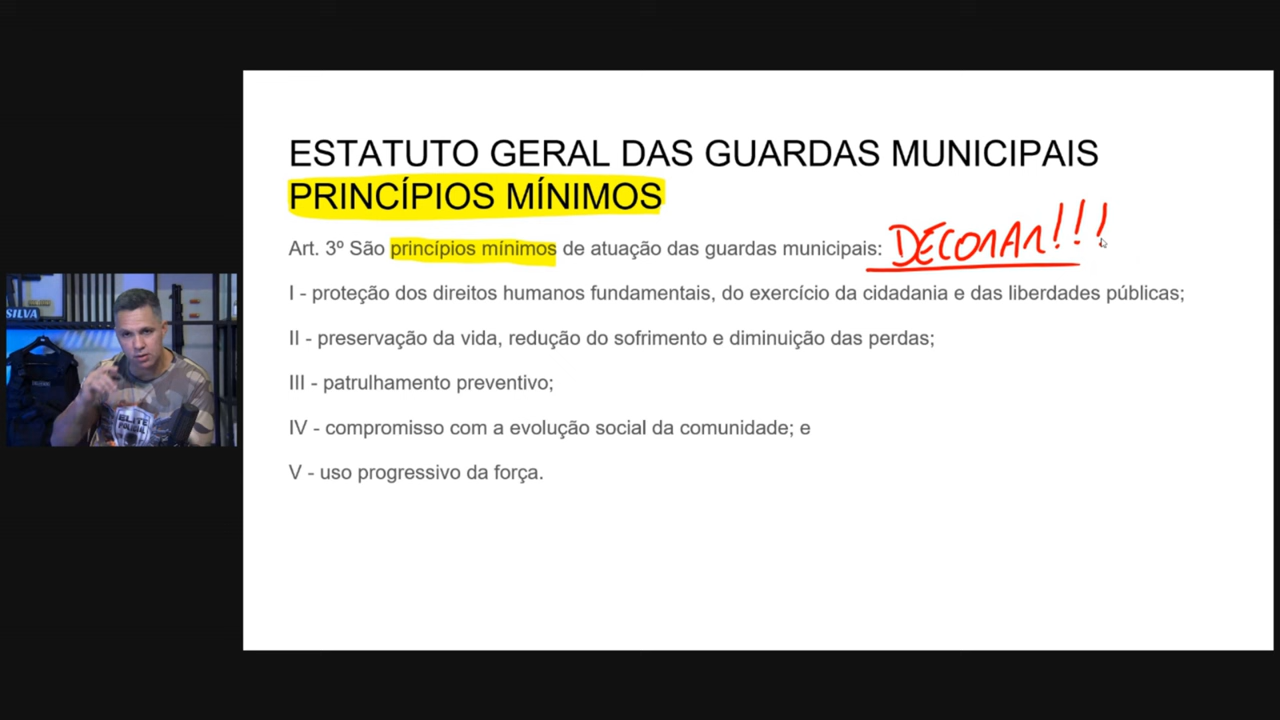 ESTATUTO GERAL DAS GUARDAS MUNICIPAIS
PRINCÍPIOS MÍNIMOS
Art. 3º São princípios mínimos de atuação das guardas municipais: DECORAR!!!
I - proteção dos direitos humanos fundamentais, do exercício da cidadania e das liberdades públicas;
II - preservação da vida, redução do sofrimento e diminuição das perdas;
III - patrulhamento preventivo;
IV - compromisso com a evolução social da comunidade; e
V - uso progressivo da força.
SILVA
ELITE